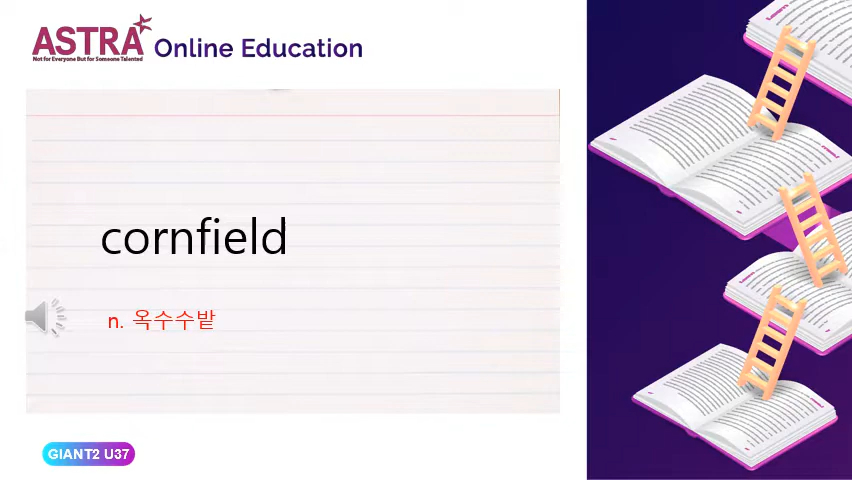 ASTRA
Not for Everyone But for Someone Talented
Online Education
cornfield
n. 옥수수밭
GIANT2 U37